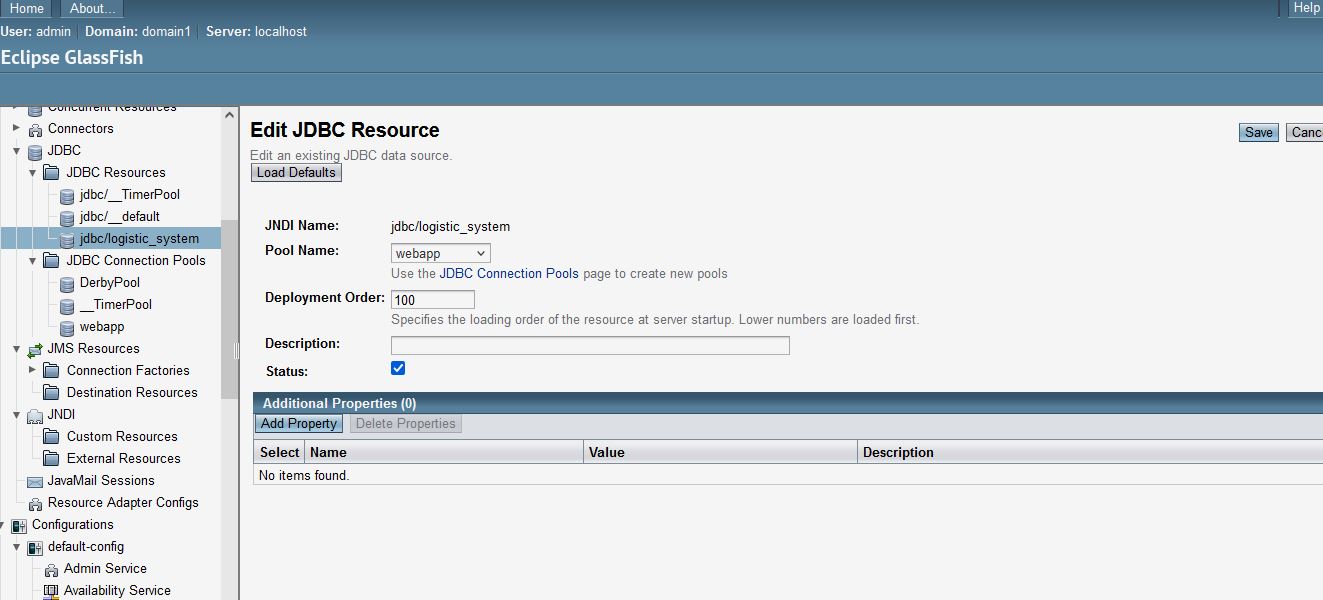 Home About... Help
User: admin Domain: domain1 Server: localhost
Eclipse GlassFish
Concurrent Resources
Connectors
JDBC
JDBC Resources
jdbc/__TimerPool
jdbc/__default
jdbc/logistic_system
JDBC Connection Pools
DerbyPool
__TimerPool
webapp
JMS Resources
Connection Factories
Destination Resources
JNDI
Custom Resources
External Resources
JavaMail Sessions
Resource Adapter Configs
Configurations
default-config
Admin Service
Availability Service
Edit JDBC Resource
Save Canc
Edit an existing JDBC data source.
Load Defaults
JNDI Name: jdbc/logistic_system
Pool Name: webapp
Use the JDBC Connection Pools page to create new pools
Deployment Order: 100
Specifies the loading order of the resource at server startup. Lower numbers are loaded first.
Description:
Status:
Additional Properties (0)
Add Property Delete Properties
Select Name Value Description
No items found.